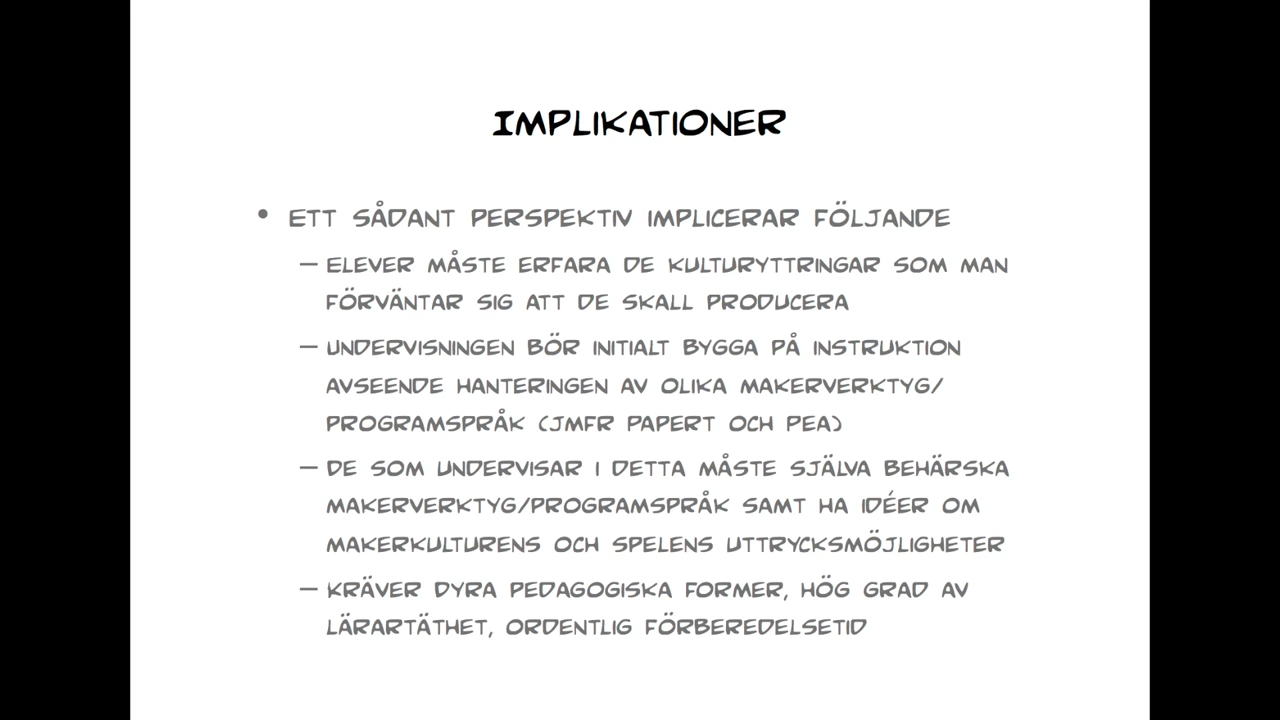 IMPLIKATIONER
• ETT SÅDANT PERSPEKTIV IMPLICERAR FÖLJANDE
– ELEVER MÅSTE ERFARA DE KULTURYTTRINGAR SOM MAN
FÖRVÄNTAR SIG ATT DE SKALL PRODUCERA
– UNDERVISNINGEN BÖR INITIALT BYGGA PÅ INSTRUKTION
AVSEENDE HANTERINGEN AV OLIKA MAKERVERKTYG/
PROGRAMSPRÅK (JMFR PAPERT OCH PEA)
– DE SOM UNDERVISAR I DETTA MÅSTE SJÄLVA BEHÄRSKA
MAKERVERKTYG/PROGRAMSPRÅK SAMT HA IDÉER OM
MAKERKULTURENS OCH SPELENS UTTRYCKSMÖJLIGHETER
– KRÄVER DYRA PEDAGOGISKA FORMER, HÖG GRAD AV
LÄRARTÄTHET, ORDENTLIG FÖRBEREDELSETID